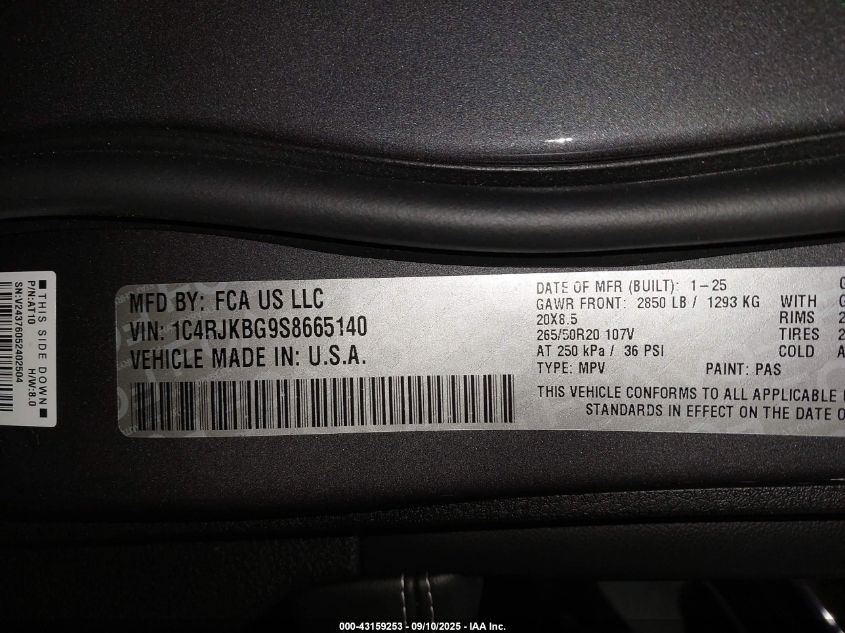 ■ THIS SIDE DOWN ■
P/N:AT10 H/W:8.0
SN:V24376052402504
MFD BY: FCA US LLC
VIN: 1C4RJKBG9S8665140
VEHICLE MADE IN: U.S.A.
DATE OF MFR (BUILT): 1-25
GAWR FRONT: 2850 LB / 1293 KG WITH
20X8.5 RIMS
265/50R20 107V TIRES
AT 250 kPa / 36 PSI COLD
TYPE: MPV PAINT: PAS
THIS VEHICLE CONFORMS TO ALL APPLICABLE
STANDARDS IN EFFECT ON THE DATE
000-43159253 - 09/10/2025 - IAA Inc.